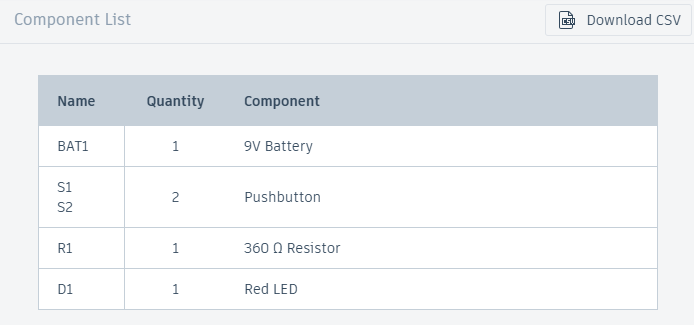 Component List
Download CSV
Name Quantity Component
BAT1 1 9V Battery
S1
S2
2 Pushbutton
R1 1 360 Ω Resistor
D1 1 Red LED